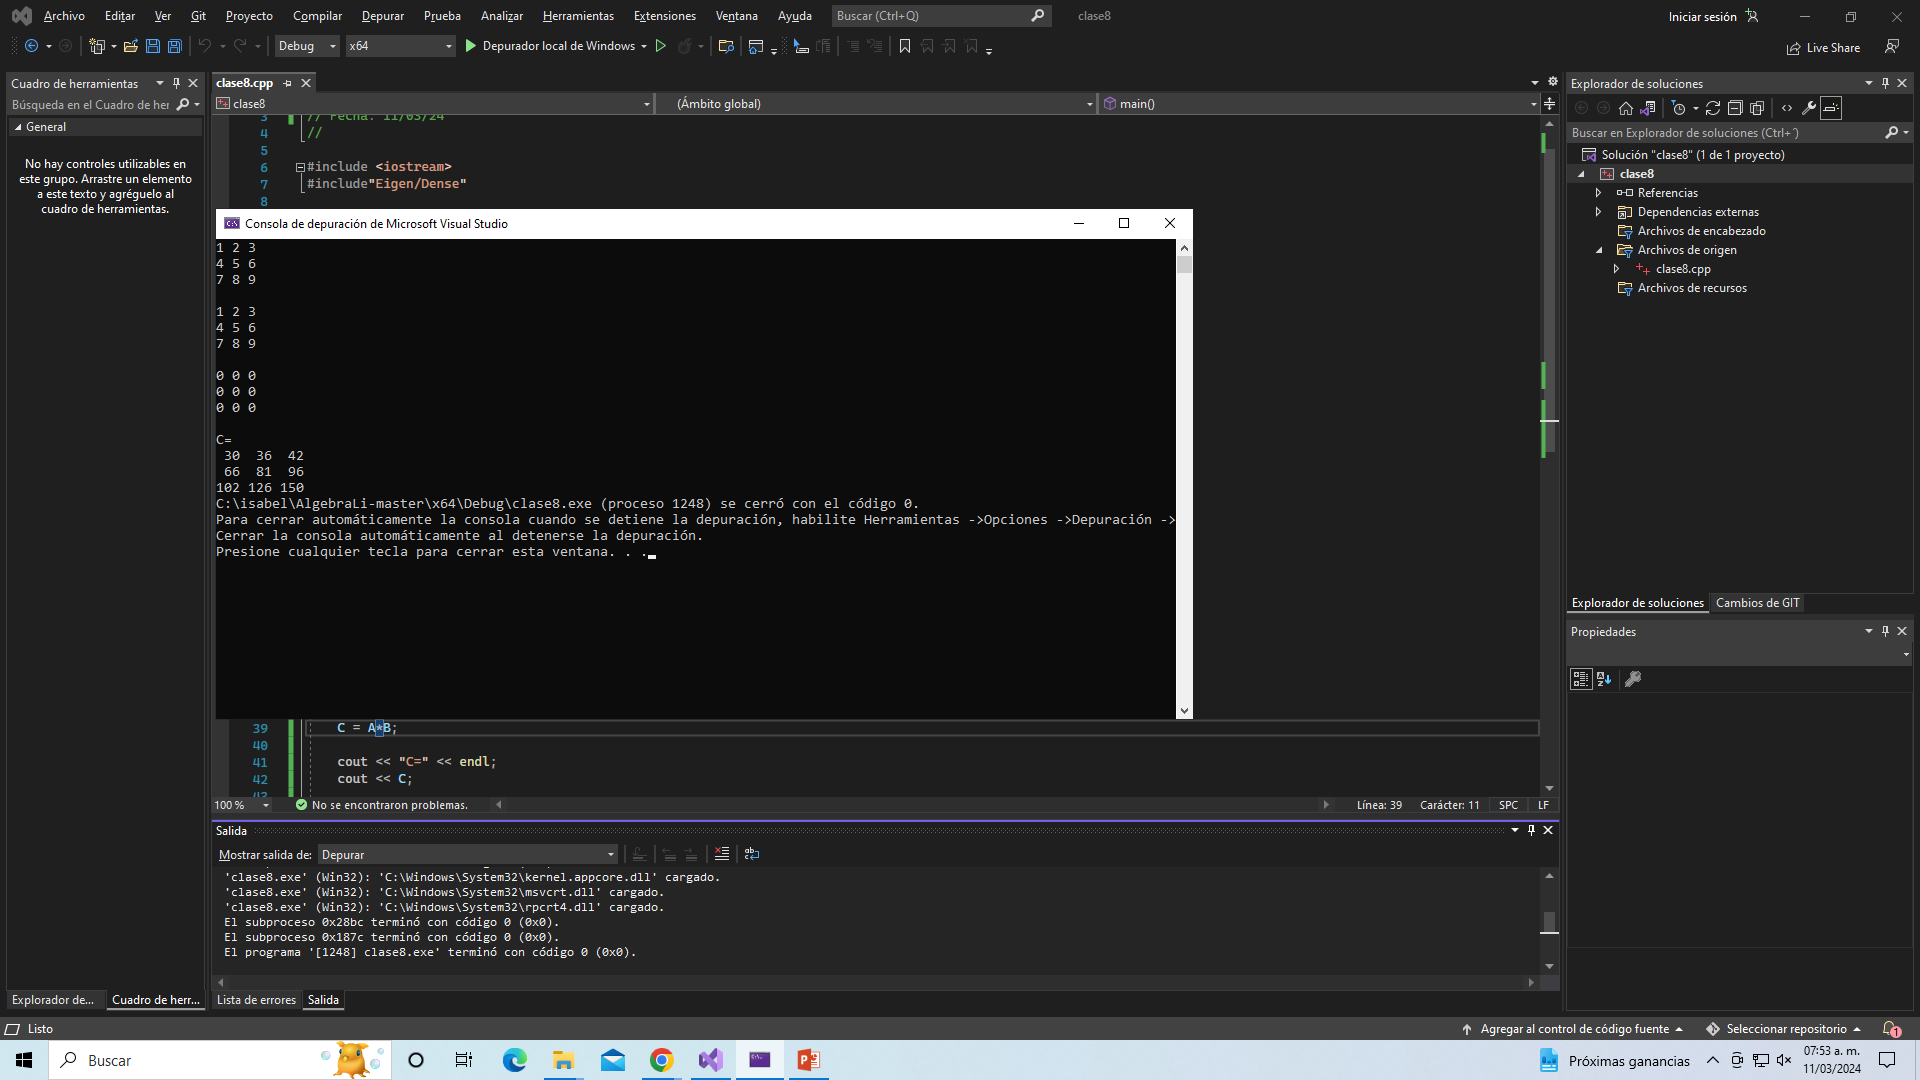 Archivo Editar Ver Git Proyecto Compilar Depurar Prueba Analizar Herramientas Extensiones Ventana Ayuda Buscar (Ctrl+Q) clase8 Iniciar sesión
Debug x64 Depurador local de Windows Live Share
Cuadro de herramientas
Búsqueda en el Cuadro de her
General
No hay controles utilizables en
este grupo. Arrastre un elemento
a este texto y agréguelo al
cuadro de herramientas.
clase8.cpp
clase8 (Ámbito global) main()
3 // Fecha: 11/03/24
4 //
5
6 #include <iostream>
7 #include"Eigen/Dense"
8
Consola de depuración de Microsoft Visual Studio
1 2 3
4 5 6
7 8 9
1 2 3
4 5 6
7 8 9
0 0 0
0 0 0
0 0 0
C=
30 36 42
66 81 96
102 126 150
C:\isabel\AlgebraLi-master\x64\Debug\clase8.exe (proceso 1248) se cerró con el código 0.
Para cerrar automáticamente la consola cuando se detiene la depuración, habilite Herramientas ->Opciones ->Depuración ->
Cerrar la consola automáticamente al detenerse la depuración.
Presione cualquier tecla para cerrar esta ventana. . .
39 C = A*B;
40
41 cout << "C=" << endl;
42 cout << C;
43
100 % No se encontraron problemas. Línea: 39 Carácter: 11 SPC LF
Salida
Mostrar salida de: Depurar
'clase8.exe' (Win32): 'C:\Windows\System32\kernel.appcore.dll' cargado.
'clase8.exe' (Win32): 'C:\Windows\System32\msvcrt.dll' cargado.
'clase8.exe' (Win32): 'C:\Windows\System32\rpcrt4.dll' cargado.
El subproceso 0x28bc terminó con código 0 (0x0).
El subproceso 0x187c terminó con código 0 (0x0).
El programa '[1248] clase8.exe' terminó con código 0 (0x0).
Explorador de... Cuadro de herr... Lista de errores Salida
Explorador de soluciones
Buscar en Explorador de soluciones (Ctrl+´)
Solución "clase8" (1 de 1 proyecto)
clase8
Referencias
Dependencias externas
Archivos de encabezado
Archivos de origen
clase8.cpp
Archivos de recursos
Explorador de soluciones Cambios de GIT
Propiedades
Listo Agregar al control de código fuente Seleccionar repositorio 1
Buscar Próximas ganancias 07:53 a. m.
11/03/2024